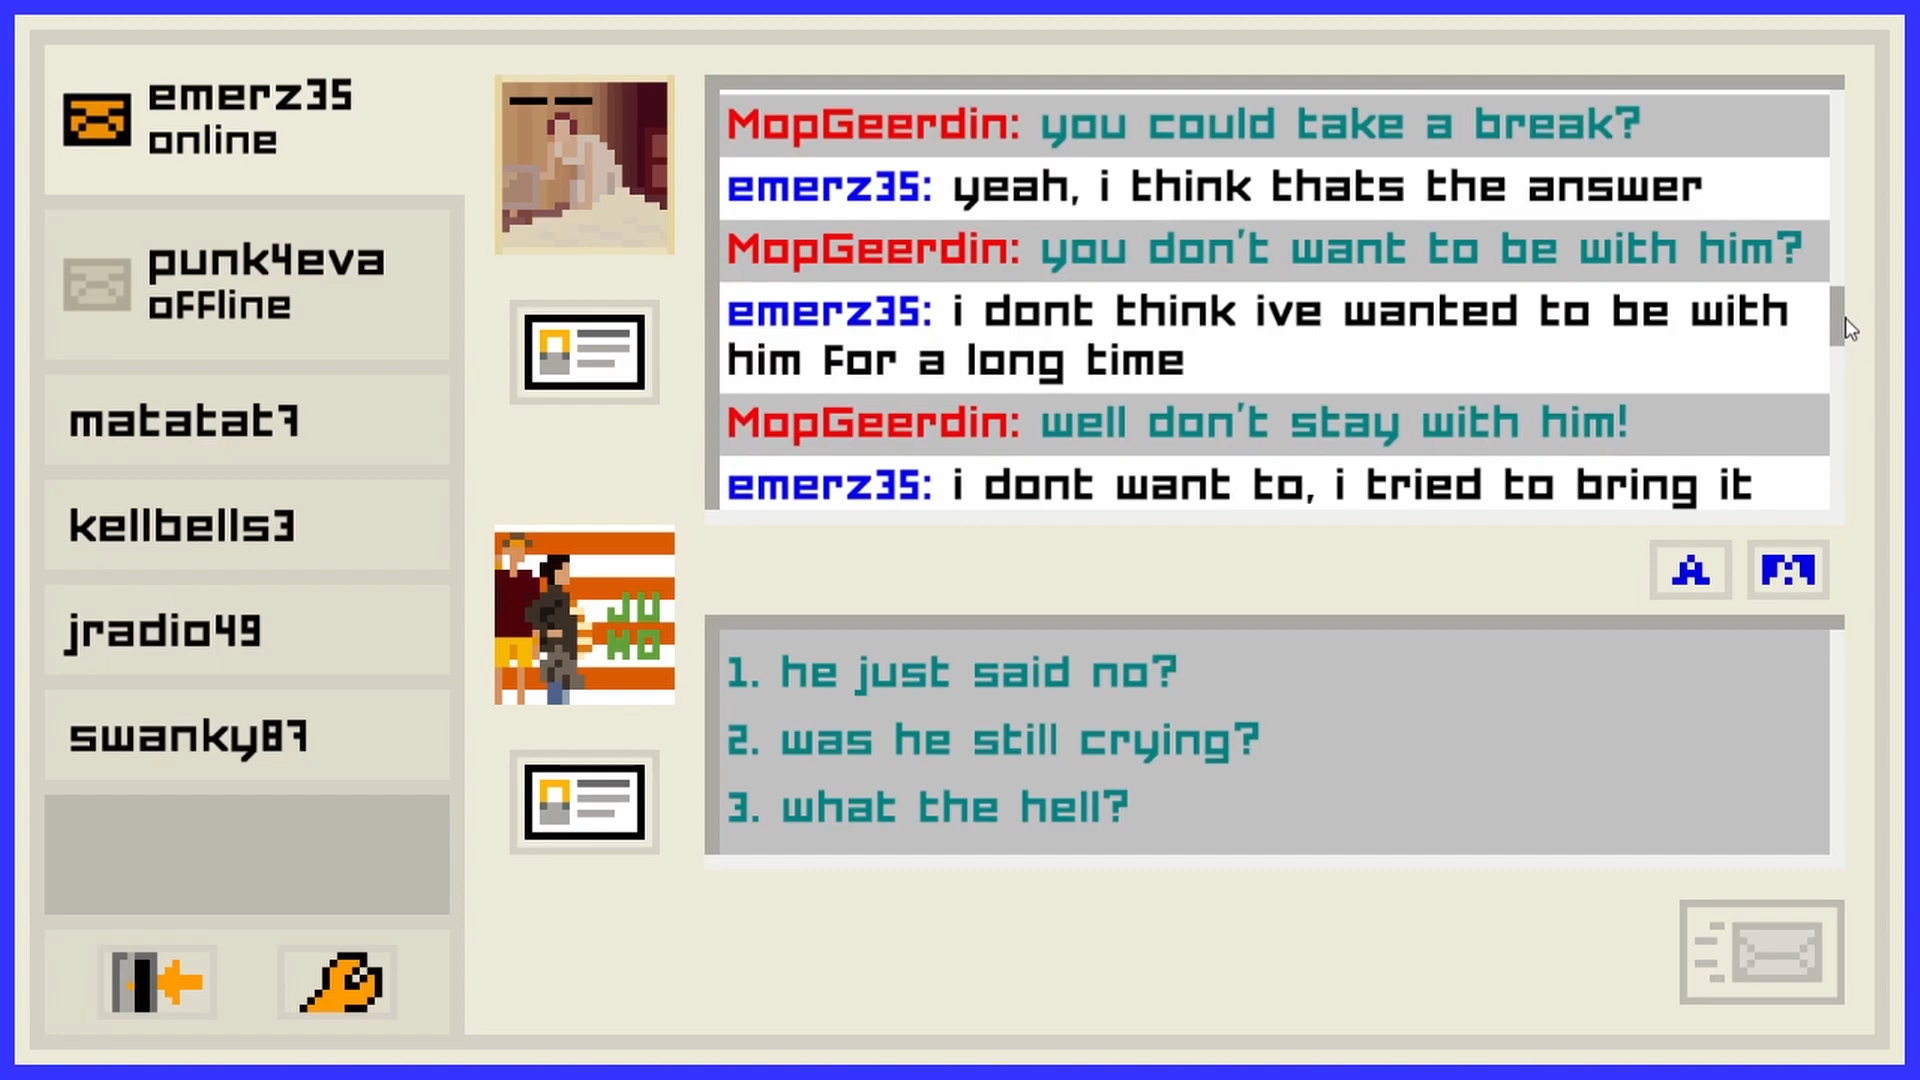 emerz35
online
punk4eva
offline
matatat7
kellbells3
jradio49
swanky87
MopGeerdin: you could take a break?
emerz35: yeah, i think thats the answer
MopGeerdin: you don't want to be with him?
emerz35: i dont think ive wanted to be with
him for a long time
MopGeerdin: well don't stay with him!
emerz35: i dont want to, i tried to bring it
JU
NO
A
1. he just said no?
2. was he still crying?
3. what the hell?